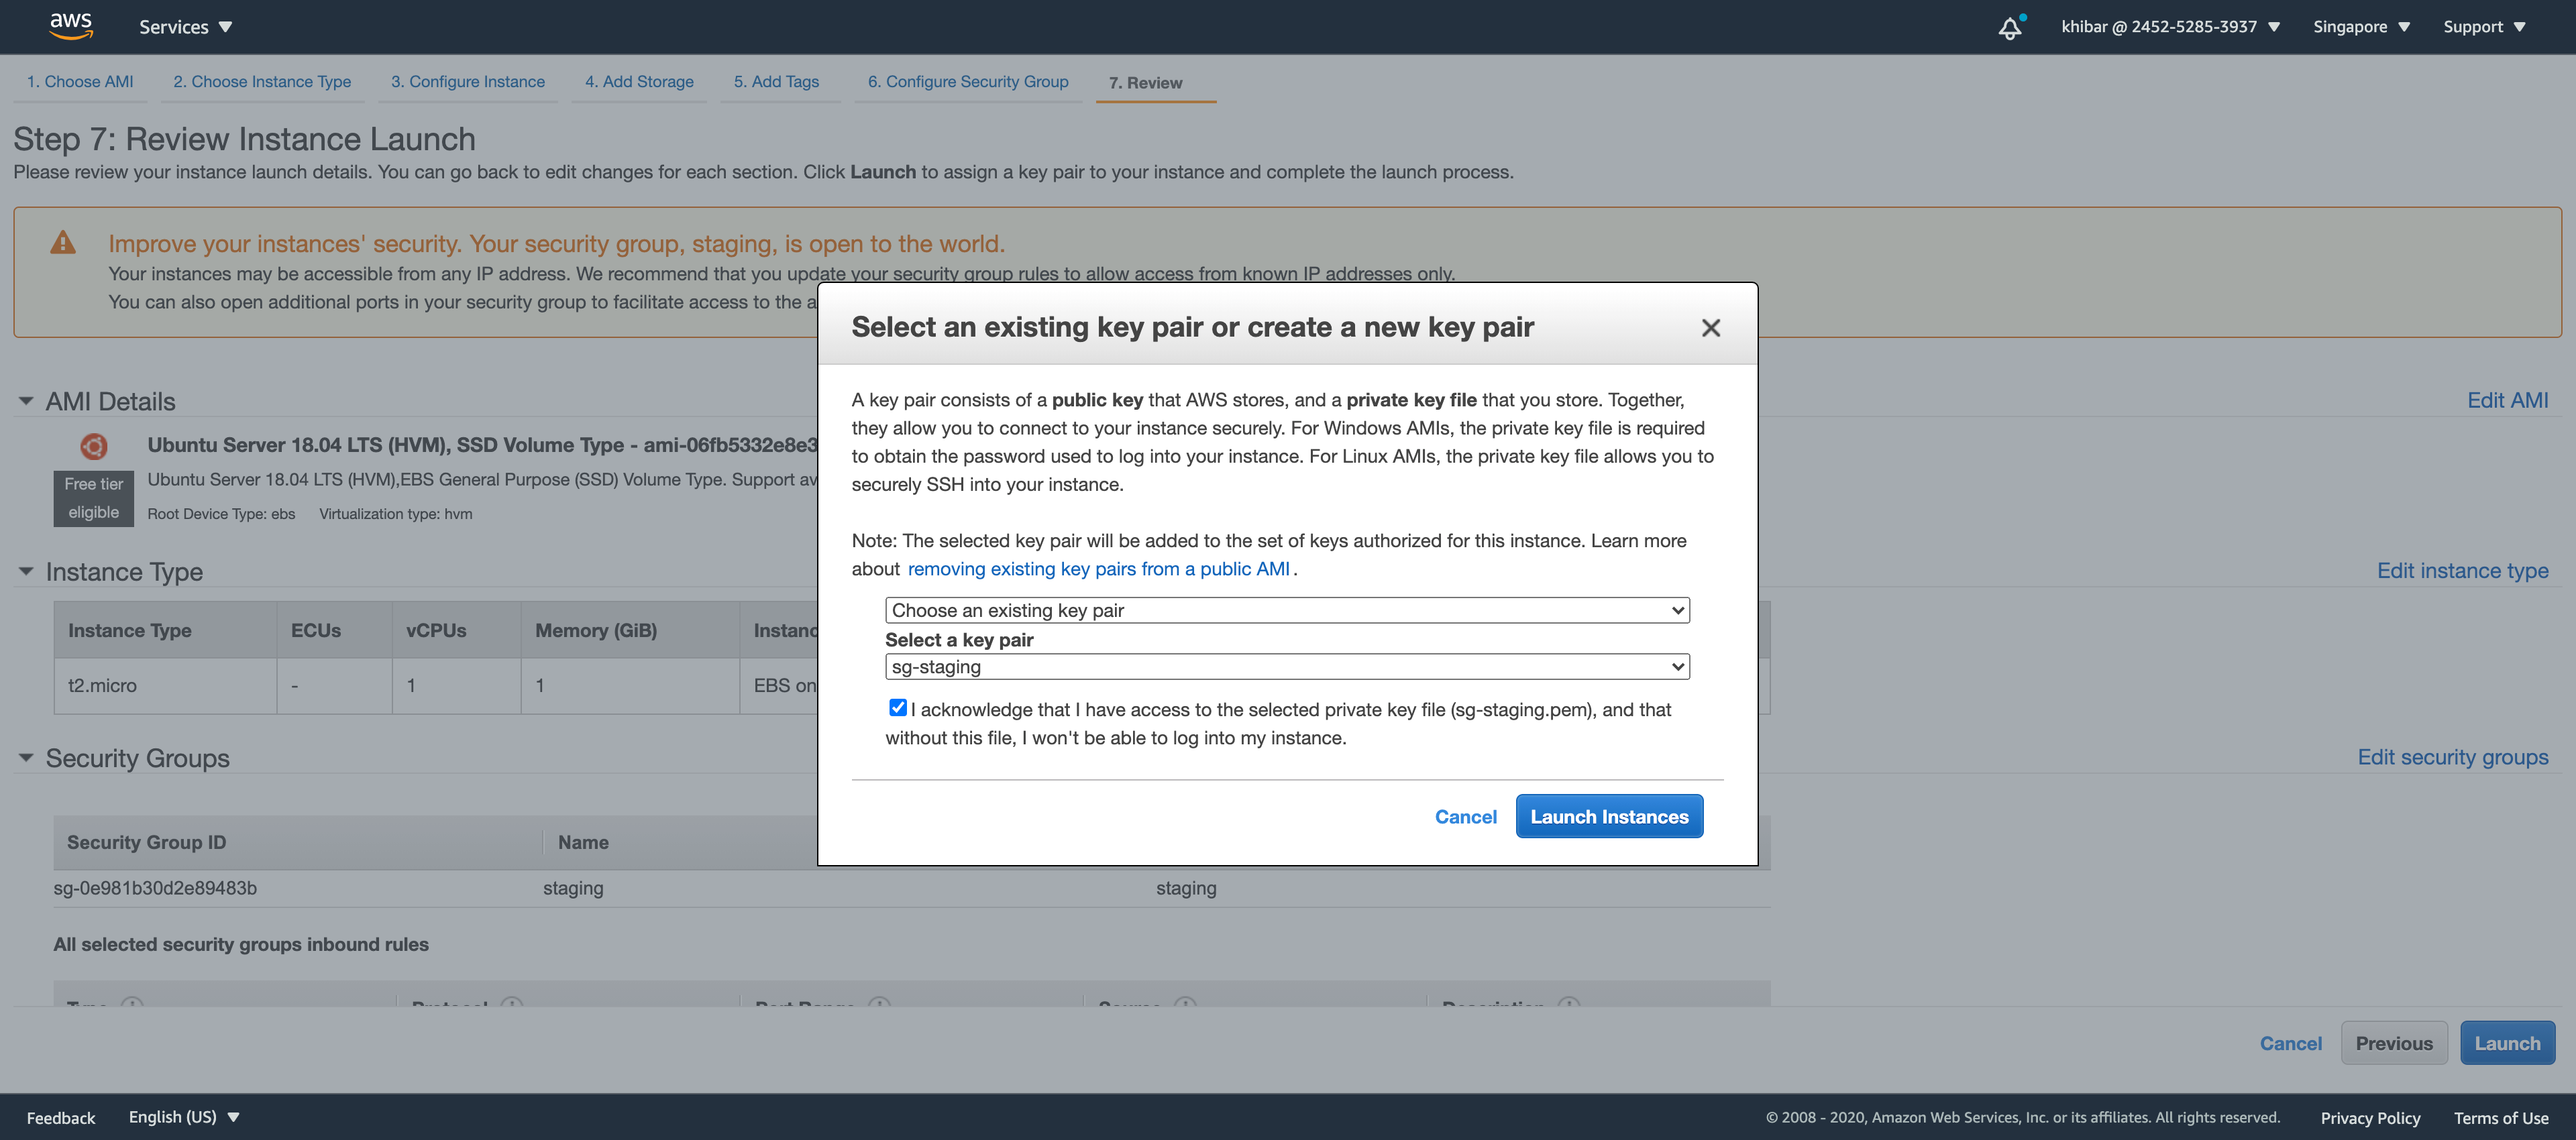 aws
Services
khibar @ 2452-5285-3937
Singapore
Support
1. Choose AMI
2. Choose Instance Type
3. Configure Instance
4. Add Storage
5. Add Tags
6. Configure Security Group
7. Review
Step 7: Review Instance Launch
Please review your instance launch details. You can go back to edit changes for each section. Click Launch to assign a key pair to your instance and complete the launch process.
Improve your instances' security. Your security group, staging, is open to the world.
Your instances may be accessible from any IP address. We recommend that you update your security group rules to allow access from known IP addresses only.
You can also open additional ports in your security group to facilitate access to the a
Select an existing key pair or create a new key pair
A key pair consists of a public key that AWS stores, and a private key file that you store. Together,
they allow you to connect to your instance securely. For Windows AMIs, the private key file is required
to obtain the password used to log into your instance. For Linux AMIs, the private key file allows you to
securely SSH into your instance.
Note: The selected key pair will be added to the set of keys authorized for this instance. Learn more
about removing existing key pairs from a public AMI.
Choose an existing key pair
Select a key pair
sg-staging
I acknowledge that I have access to the selected private key file (sg-staging.pem), and that
without this file, I won't be able to log into my instance.
Cancel
Launch Instances
AMI Details
Edit AMI
Ubuntu Server 18.04 LTS (HVM), SSD Volume Type - ami-06fb5332e8e3
Free tier
eligible
Ubuntu Server 18.04 LTS (HVM),EBS General Purpose (SSD) Volume Type. Support av
Root Device Type: ebs Virtualization type: hvm
Instance Type
Edit instance type
Instance Type ECUs vCPUs Memory (GiB) Instanc
t2.micro - 1 1 EBS on
Security Groups
Edit security groups
Security Group ID Name
sg-0e981b30d2e89483b staging staging
All selected security groups inbound rules
Type Protocol Port Range Source Description
Cancel
Previous
Launch
Feedback
English (US)
© 2008 - 2020, Amazon Web Services, Inc. or its affiliates. All rights reserved.
Privacy Policy
Terms of Use